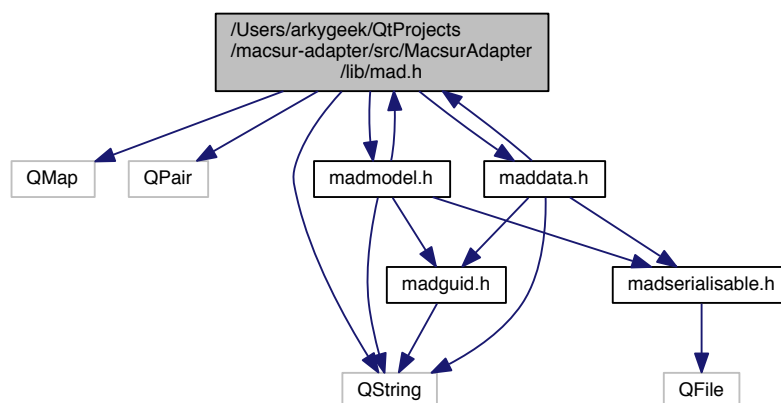 /Users/arkygeek/QtProjects
/macsur-adapter/src/MacsurAdapter
/lib/mad.h
QMap
QPair
madmodel.h
maddata.h
madguid.h
madserialisable.h
QString
QFile